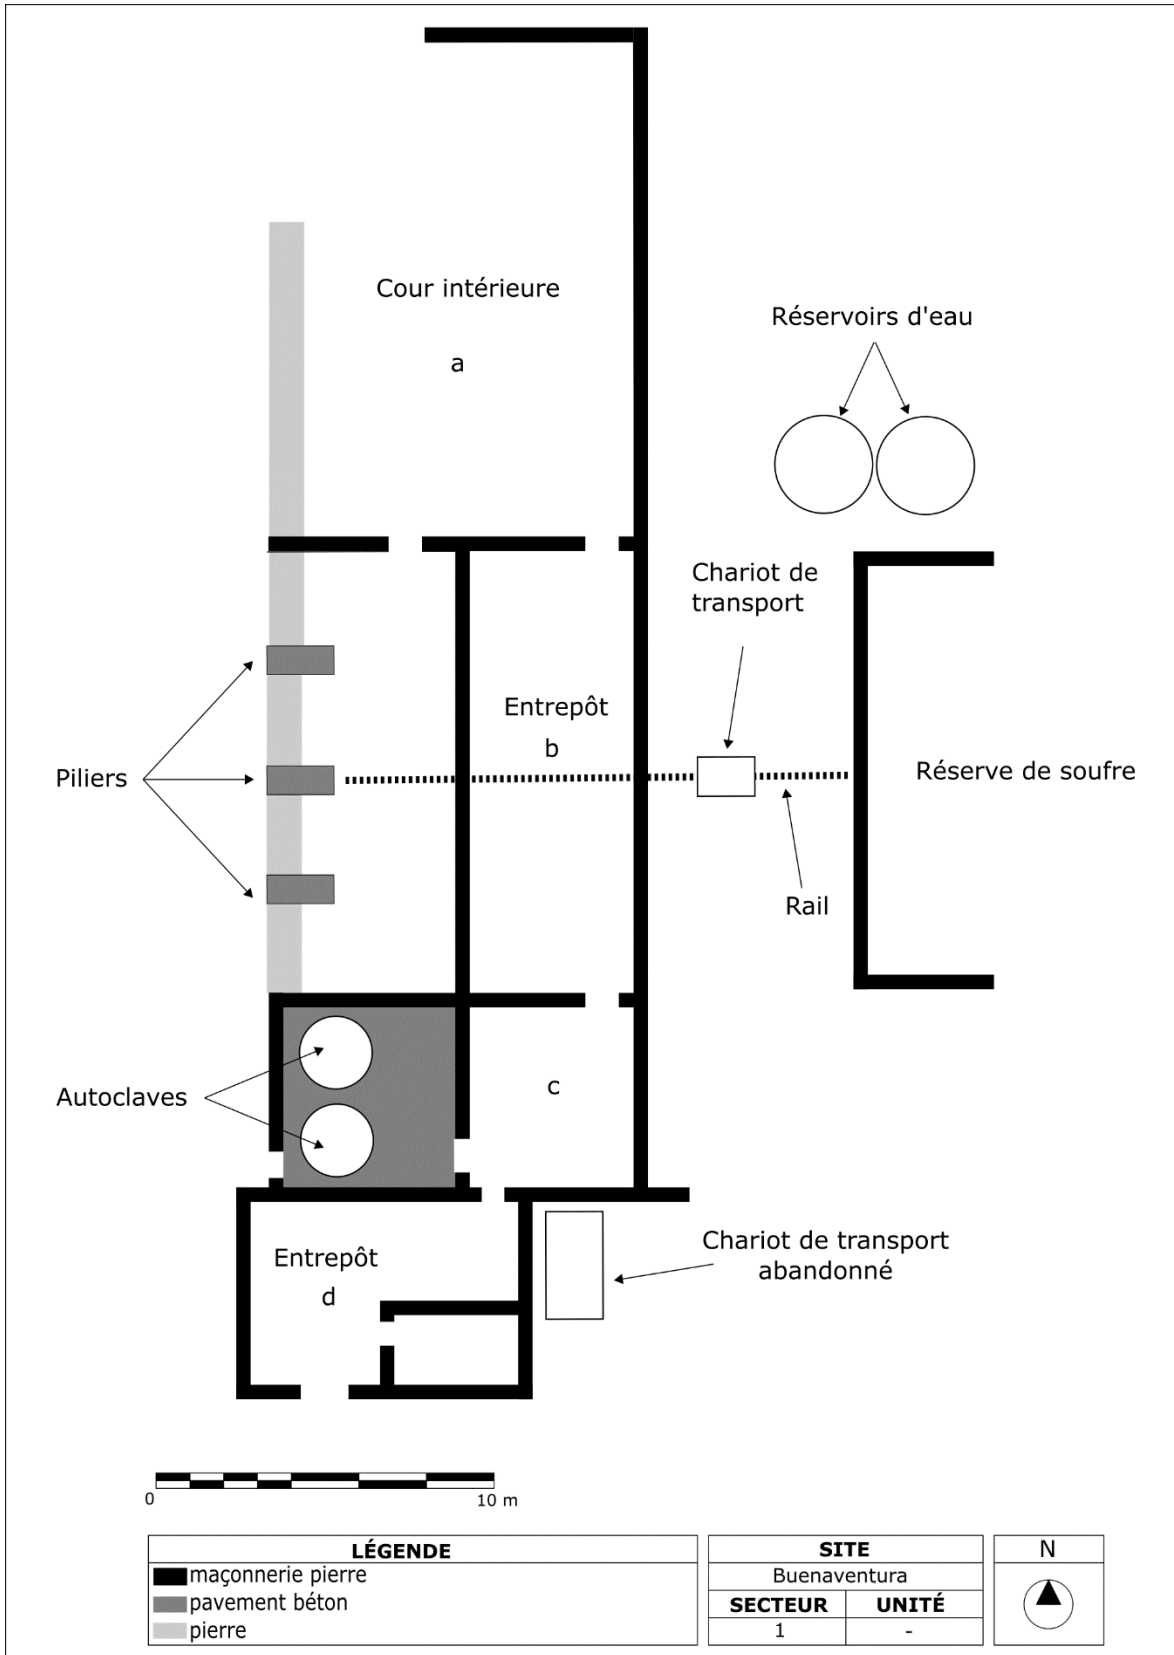 Cour intérieure
a
Réservoirs d'eau
Chariot de
transport
Entrepôt
b
Piliers
Réserve de soufre
Rail
Autoclaves
c
Entrepôt
d
Chariot de transport
abandonné
0
10 m
LÉGENDE
maçonnerie pierre
pavement béton
pierre
SITE
Buenaventura
SECTEUR
UNITÉ
1
-
N